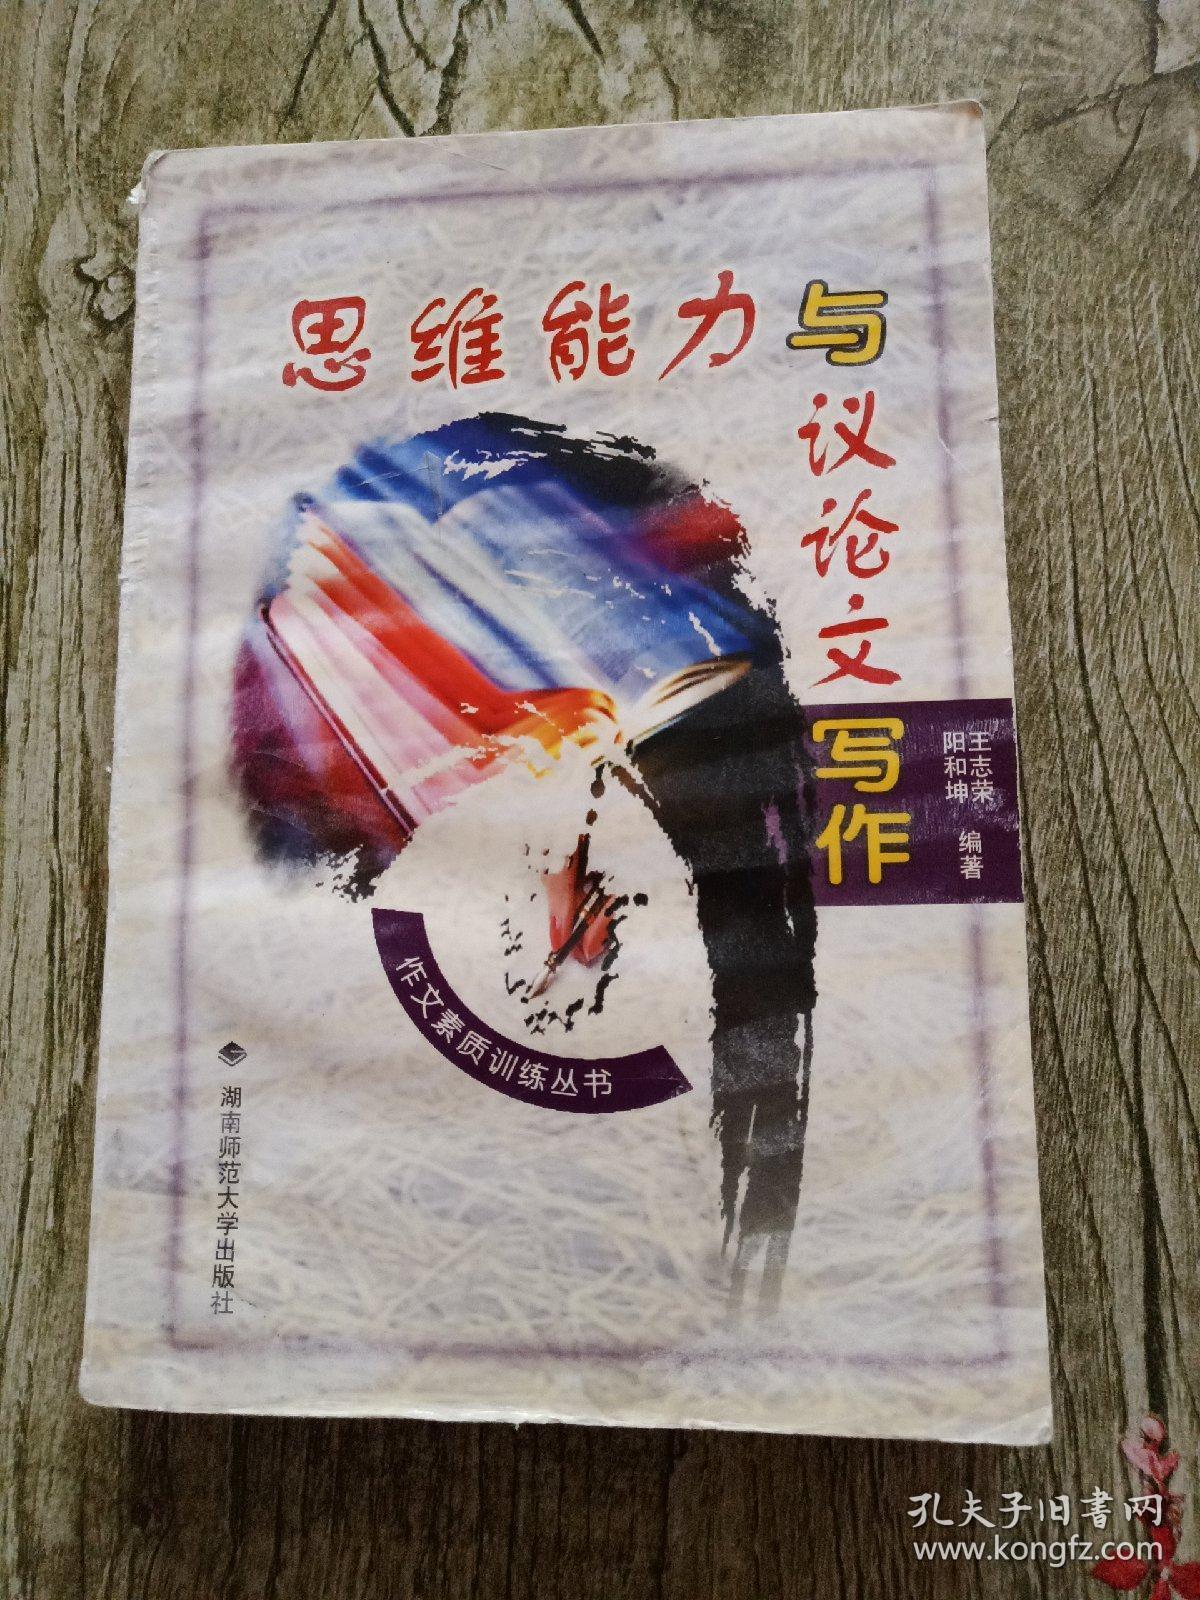 思维能力与
议论文
写作
王志荣
阳和坤
编著
作文素质训练丛书
湖南师范大学出版社
孔夫子旧书网
www.kongfz.com